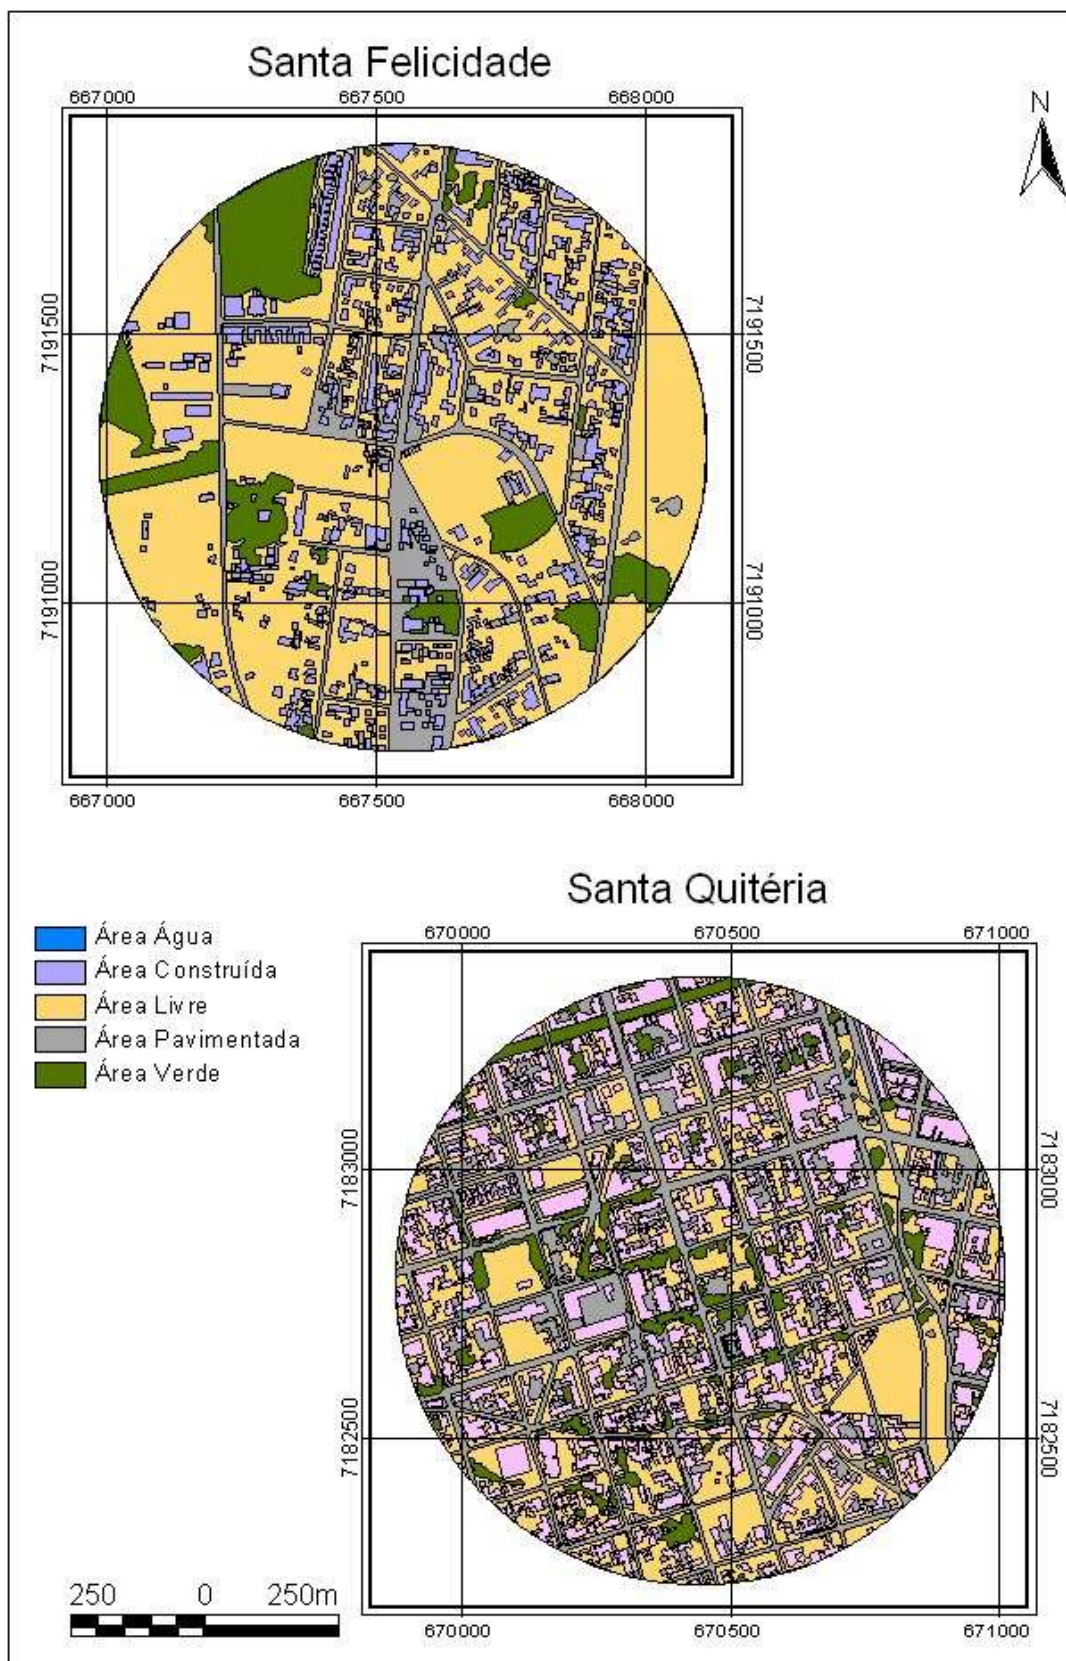 Santa Felicidade
N
667000 667500 668000
7191500 7191500
7191000 7191000
667000 667500 668000
Santa Quitéria
670000 670500 671000
Área Água
Área Construída
Área Livre
Área Pavimentada
Área Verde
7183000 7183000
7182500 7182500
250 0 250m
670000 670500 671000